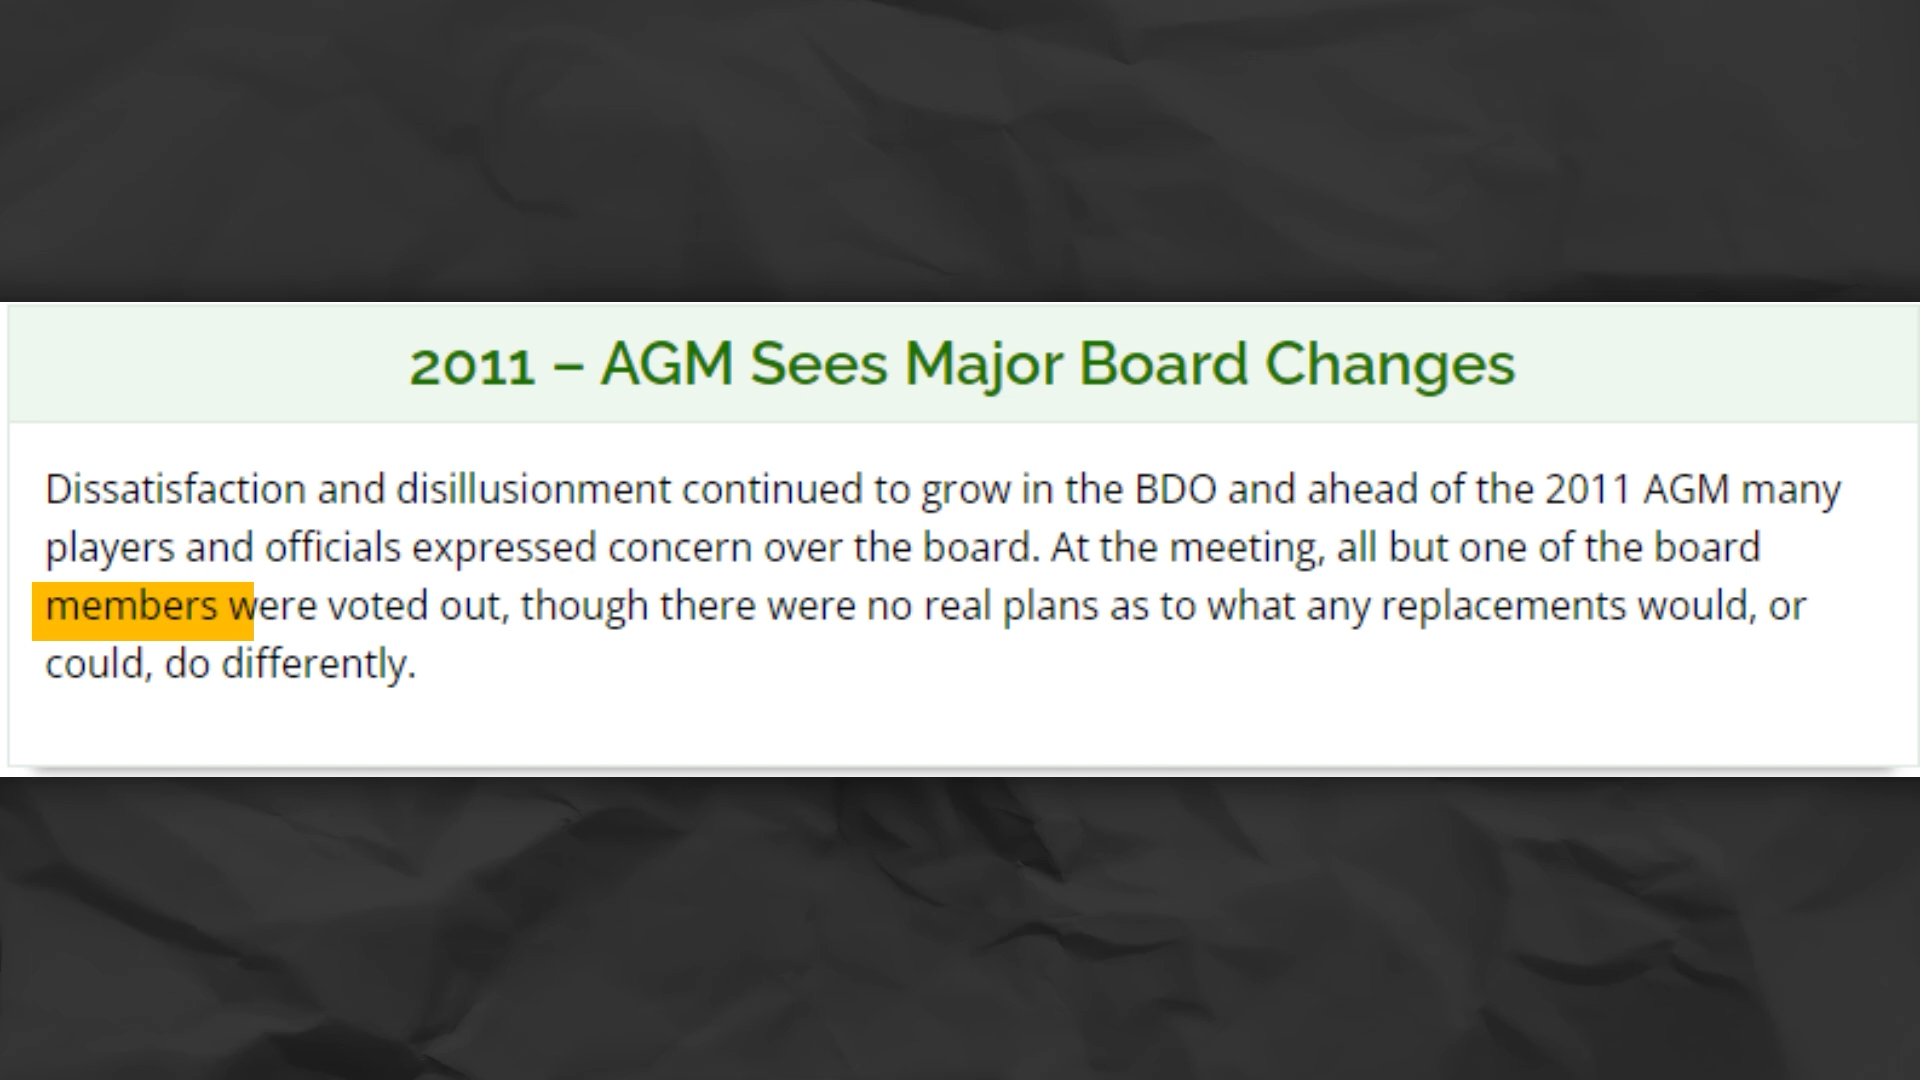 2011 – AGM Sees Major Board Changes
Dissatisfaction and disillusionment continued to grow in the BDO and ahead of the 2011 AGM many
players and officials expressed concern over the board. At the meeting, all but one of the board
members were voted out, though there were no real plans as to what any replacements would, or
could, do differently.